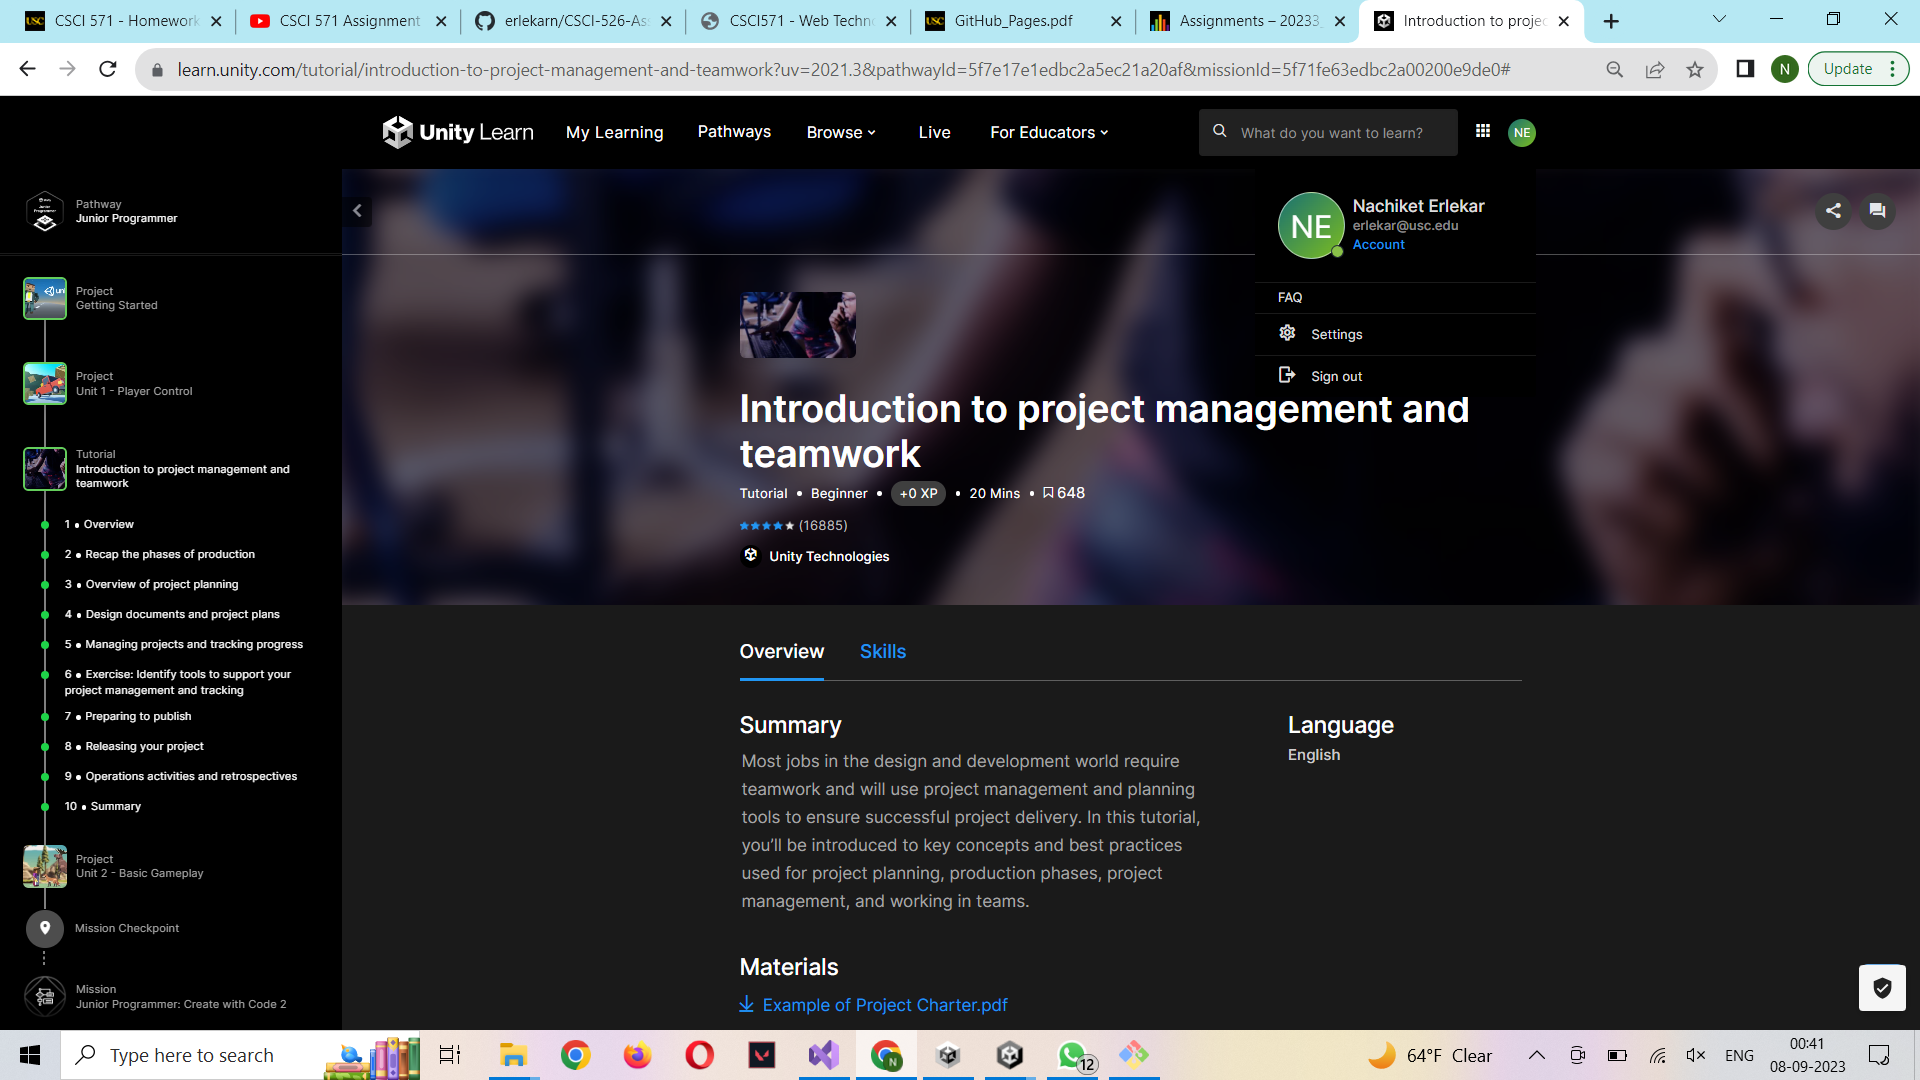 CSCI 571 - Homework
CSCI 571 Assignment
erlekarn/CSCI-526-As
CSCI571 - Web Techn
GitHub_Pages.pdf
Assignments – 20233
Introduction to projec
learn.unity.com/tutorial/introduction-to-project-management-and-teamwork?uv=2021.3&pathwayId=5f7e17e1edbc2a5ec21a20af&missionId=5f71fe63edbc2a00200e9de0#
N
Update
Unity Learn
My Learning
Pathways
Browse
Live
For Educators
What do you want to learn?
NE
Pathway
Junior Programmer
NE
Nachiket Erlekar
erlekar@usc.edu
Account
FAQ
Settings
Sign out
Project
Getting Started
Project
Unit 1 - Player Control
Tutorial
Introduction to project management and
teamwork
1 • Overview
2 • Recap the phases of production
3 • Overview of project planning
4 • Design documents and project plans
5 • Managing projects and tracking progress
6 • Exercise: Identify tools to support your
project management and tracking
7 • Preparing to publish
8 • Releasing your project
9 • Operations activities and retrospectives
10 • Summary
Project
Unit 2 - Basic Gameplay
Mission Checkpoint
Mission
Junior Programmer: Create with Code 2
Introduction to project management and
teamwork
Tutorial • Beginner • +0 XP • 20 Mins • 648
(16885)
Unity Technologies
Overview
Skills
Summary
Most jobs in the design and development world require
teamwork and will use project management and planning
tools to ensure successful project delivery. In this tutorial,
you’ll be introduced to key concepts and best practices
used for project planning, production phases, project
management, and working in teams.
Language
English
Materials
Example of Project Charter.pdf
Type here to search
N
12
64°F Clear
ENG
00:41
08-09-2023